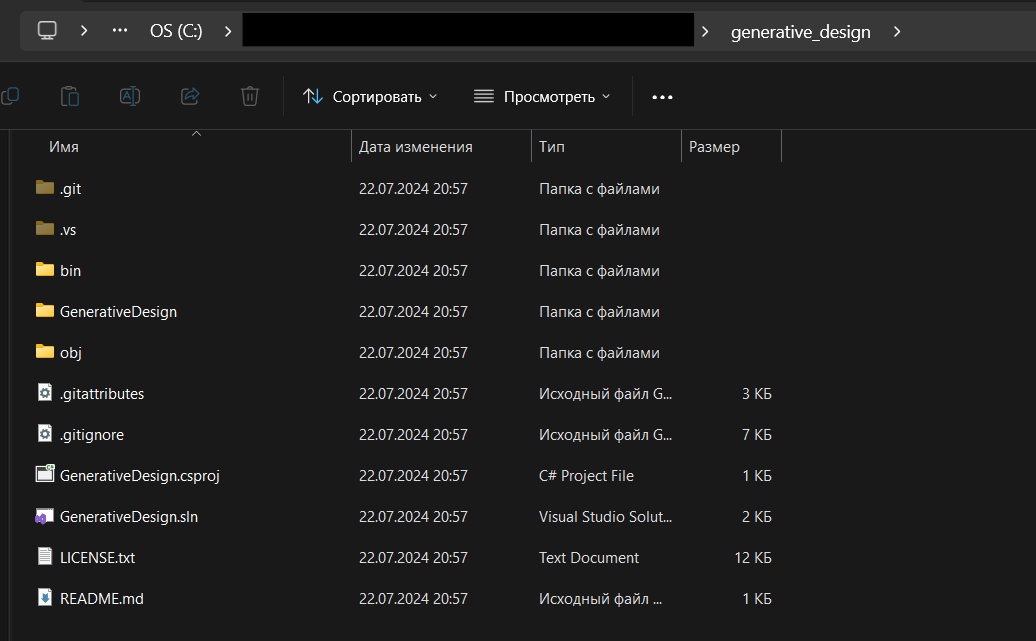 OS (C:) generative_design
Сортировать Просмотреть
Имя Дата изменения Тип Размер
.git 22.07.2024 20:57 Папка с файлами
.vs 22.07.2024 20:57 Папка с файлами
bin 22.07.2024 20:57 Папка с файлами
GenerativeDesign 22.07.2024 20:57 Папка с файлами
obj 22.07.2024 20:57 Папка с файлами
.gitattributes 22.07.2024 20:57 Исходный файл G... 3 КБ
.gitignore 22.07.2024 20:57 Исходный файл G... 7 КБ
GenerativeDesign.csproj 22.07.2024 20:57 C# Project File 1 КБ
GenerativeDesign.sln 22.07.2024 20:57 Visual Studio Solut... 2 КБ
LICENSE.txt 22.07.2024 20:57 Text Document 12 КБ
README.md 22.07.2024 20:57 Исходный файл ... 1 КБ